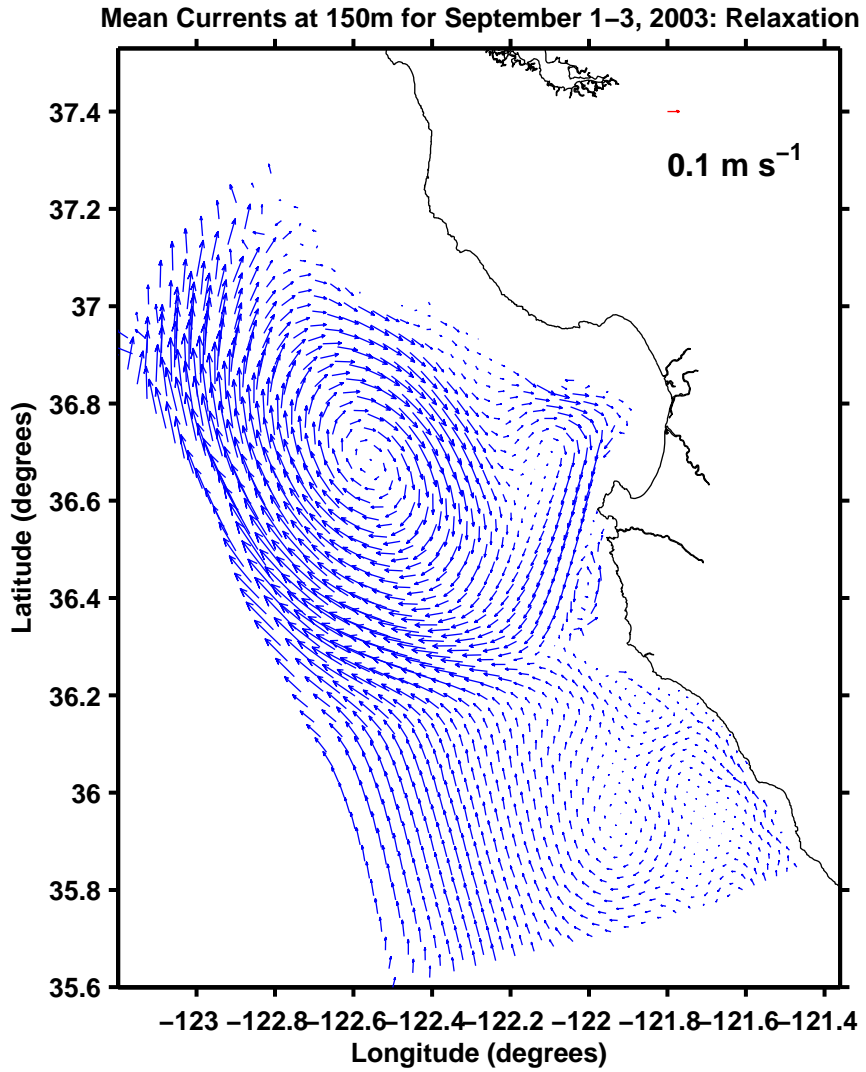 Mean Currents at 150m for September 1−3, 2003: Relaxation
37.4
0.1 m s−1
37.2
37
36.8
36.6
36.4
36.2
36
35.8
35.6
Latitude (degrees)
−123 −122.8 −122.6 −122.4 −122.2 −122 −121.8 −121.6 −121.4
Longitude (degrees)